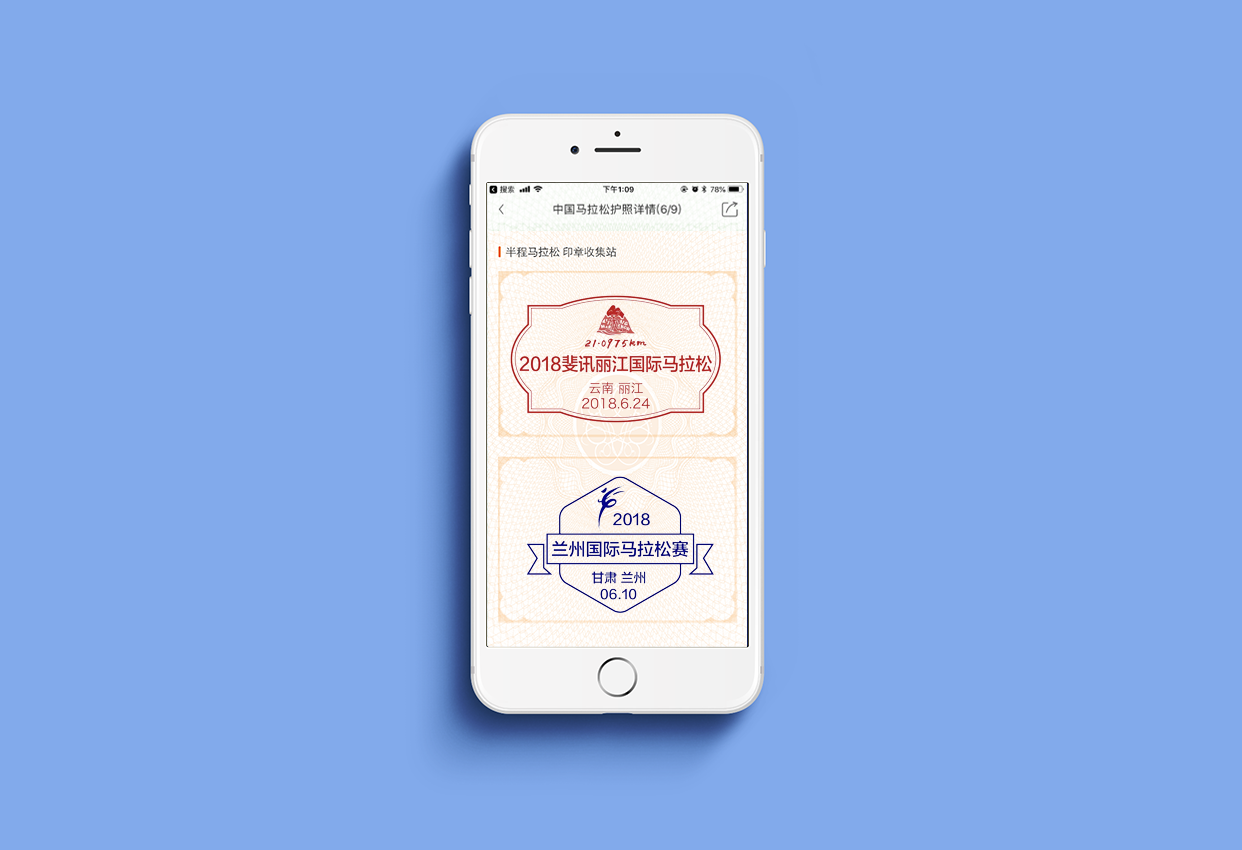 搜索 下午1:09 78%
中国马拉松护照详情(6/9)
半程马拉松 印章收集站
21.0975km
2018斐讯丽江国际马拉松
云南 丽江
2018.6.24
2018
兰州国际马拉松赛
甘肃 兰州
06.10